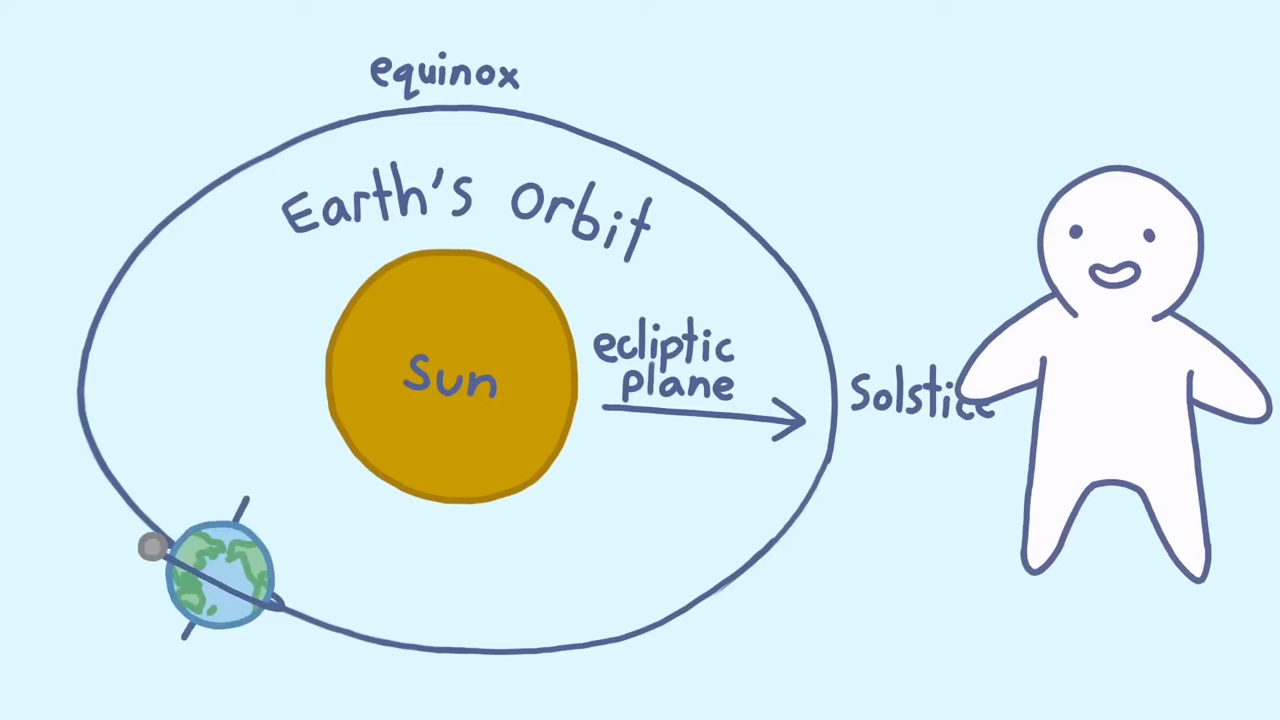 equinox
Earth's orbit
Sun
ecliptic
plane
Solstice